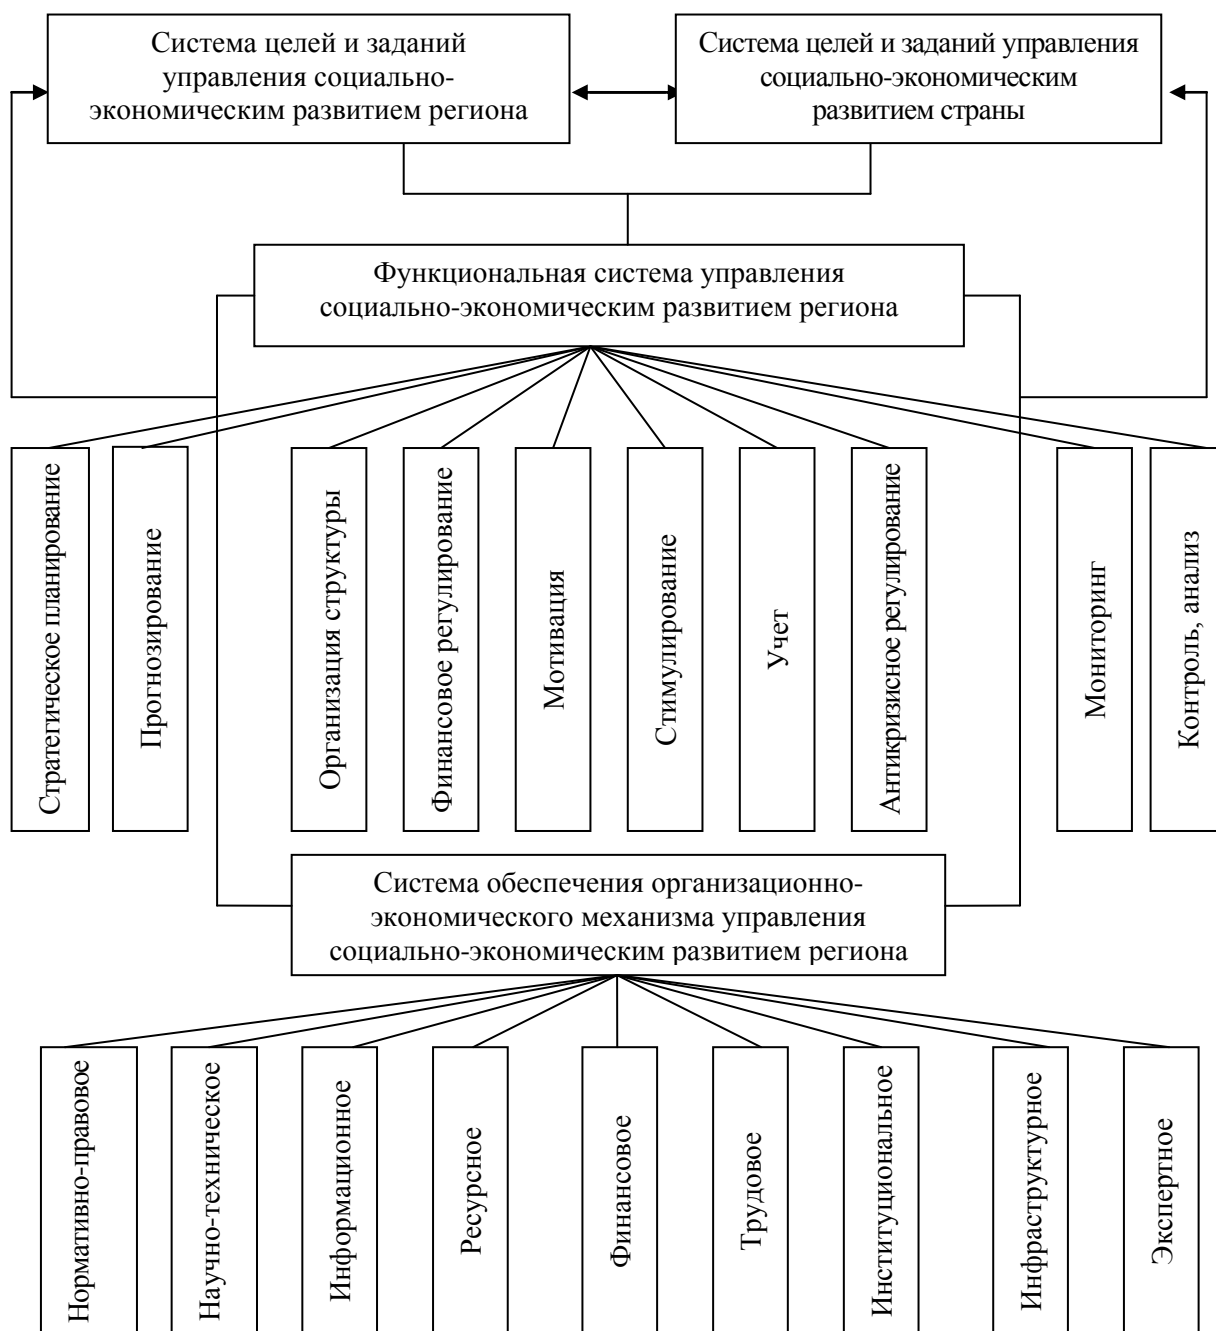 Система целей и заданий
управления социально-
экономическим развитием региона
Система целей и заданий управления
социально-экономическим
развитием страны
Функциональная система управления
социально-экономическим развитием региона
Стратегическое планирование
Прогнозирование
Организация структуры
Финансовое регулирование
Мотивация
Стимулирование
Учет
Антикризисное регулирование
Мониторинг
Контроль, анализ
Система обеспечения организационно-
экономического механизма управления
социально-экономическим развитием региона
Нормативно-правовое
Научно-техническое
Информационное
Ресурсное
Финансовое
Трудовое
Институциональное
Инфраструктурное
Экспертное